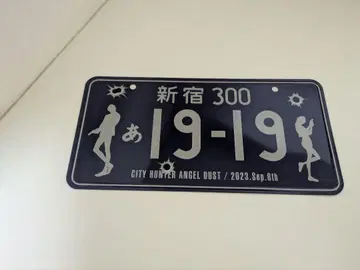 新宿 300
あ 19-19
CITY HUNTER ANGEL DUST / 2023.Sep.8th